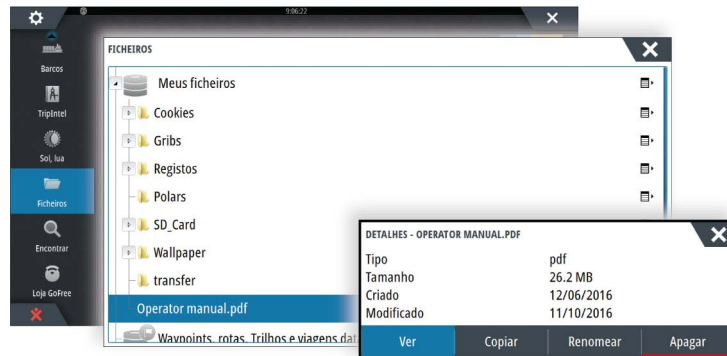 9:06:22
Barcos
TripIntel
Sol, lua
Ficheiros
Encontrar
Loja GoFree
FICHEIROS
Meus ficheiros
Cookies
Gribs
Registos
Polars
SD_Card
Wallpaper
transfer
Operator manual.pdf
Waypoints, rotas, Trilhos e viagens dat
DETALHES - OPERATOR MANUAL.PDF
Tipo pdf
Tamanho 26.2 MB
Criado 12/06/2016
Modificado 11/10/2016
Ver Copiar Renomear Apagar